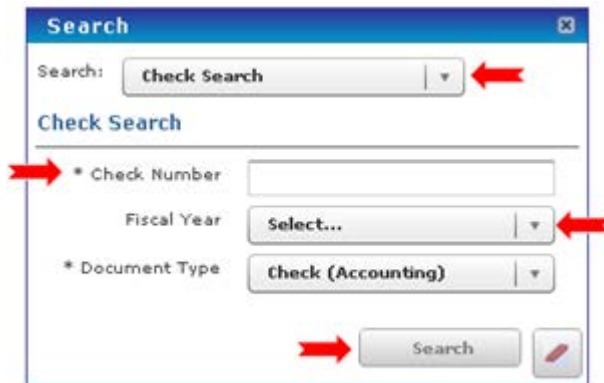 Search
Search: Check Search
Check Search
* Check Number
Fiscal Year Select...
* Document Type Check (Accounting)
Search